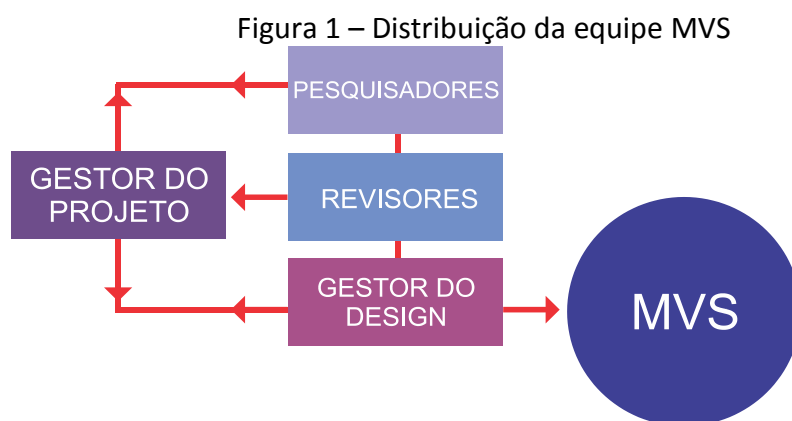 Figura 1 – Distribuição da equipe MVS
PESQUISADORES
GESTOR DO
PROJETO
REVISORES
GESTOR DO
DESIGN
MVS